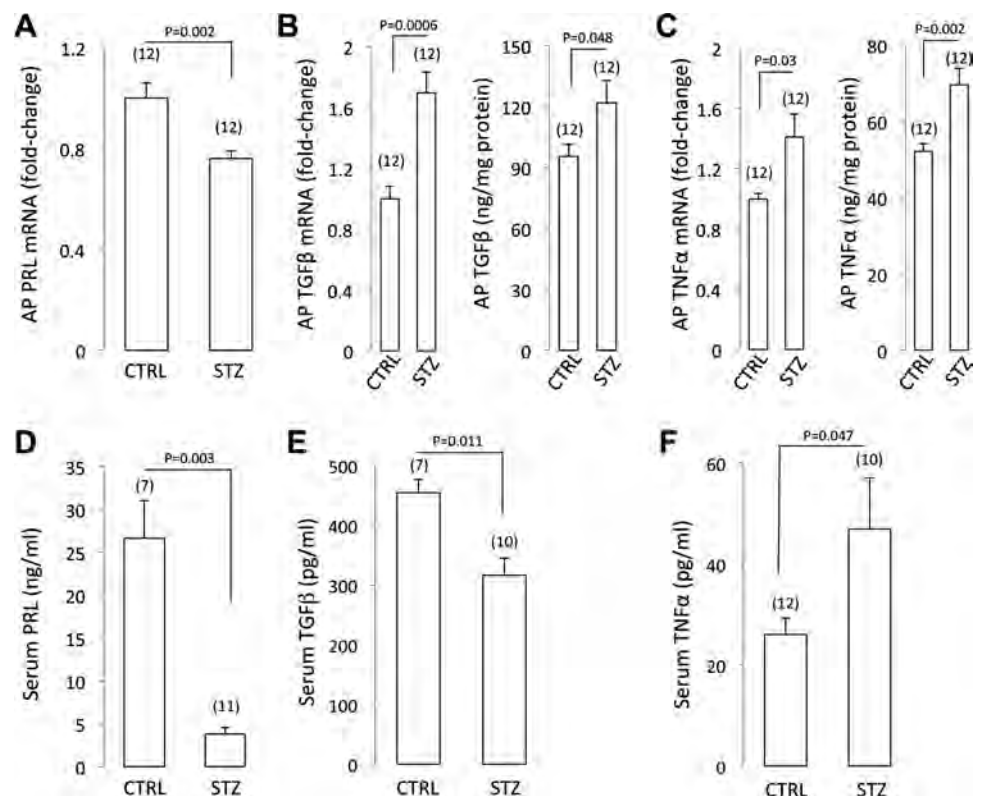 A
AP PRL mRNA (fold-change)
1.2
0.8
0.4
0
P=0.002
(12)
(12)
CTRL
STZ
B
AP TGFβ mRNA (fold-change)
2
1.6
1.2
0.8
0.4
0
P=0.0006
(12)
(12)
CTRL
STZ
AP TGFβ (ng/mg protein)
150
120
90
60
30
0
P=0.048
(12)
(12)
CTRL
STZ
C
AP TNFα mRNA (fold-change)
2
1.6
1.2
0.8
0.4
0
P=0.03
(12)
(12)
CTRL
STZ
AP TNFα (ng/mg protein)
80
60
40
20
0
P=0.002
(12)
(12)
CTRL
STZ
D
Serum PRL (ng/ml)
35
30
25
20
15
10
5
0
P=0.003
(7)
(11)
CTRL
STZ
E
Serum TGFβ (pg/ml)
500
400
300
200
100
0
P=0.011
(7)
(10)
CTRL
STZ
F
Serum TNFα (pg/ml)
60
40
20
0
P=0.047
(12)
(10)
CTRL
STZ